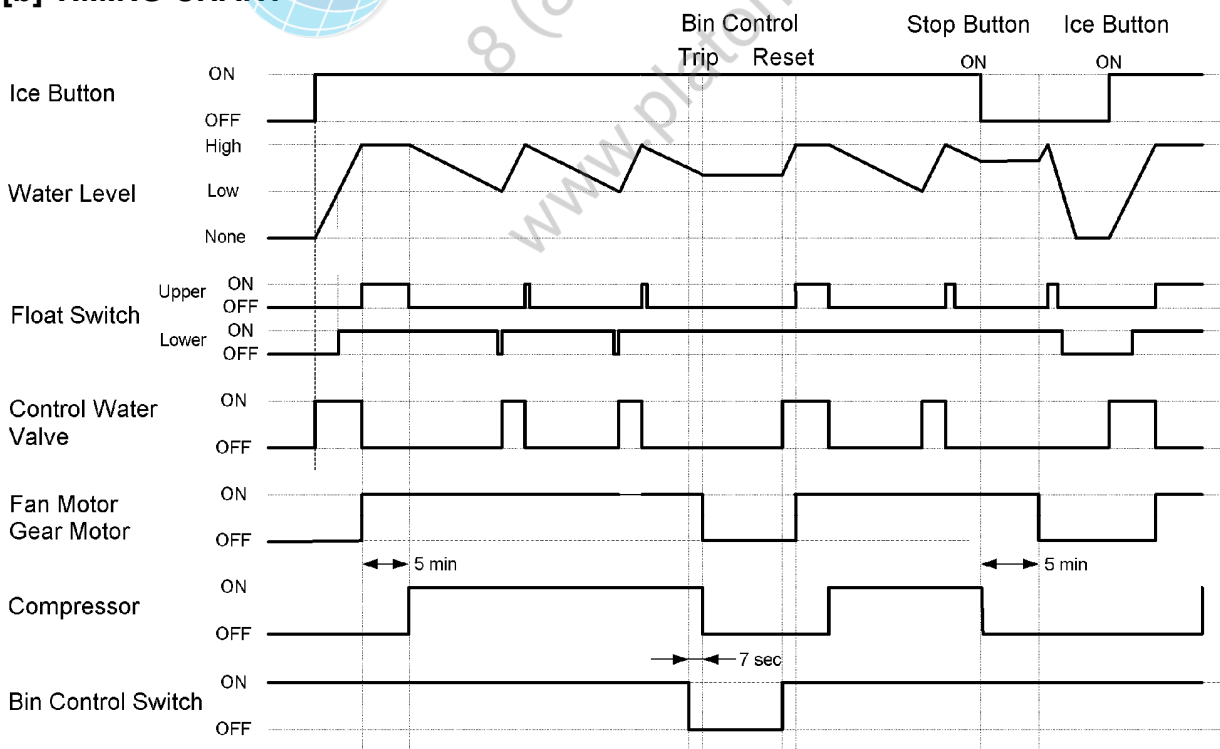 [b] TIMING CHART
Bin Control Stop Button Ice Button
Trip Reset ON ON
ON
Ice Button
OFF
High
Water Level Low
None
Upper ON
OFF
Float Switch
Lower ON
OFF
Control Water
Valve
ON
OFF
Fan Motor
Gear Motor
ON
OFF
5 min 5 min
ON
Compressor
OFF
7 sec
ON
Bin Control Switch
OFF